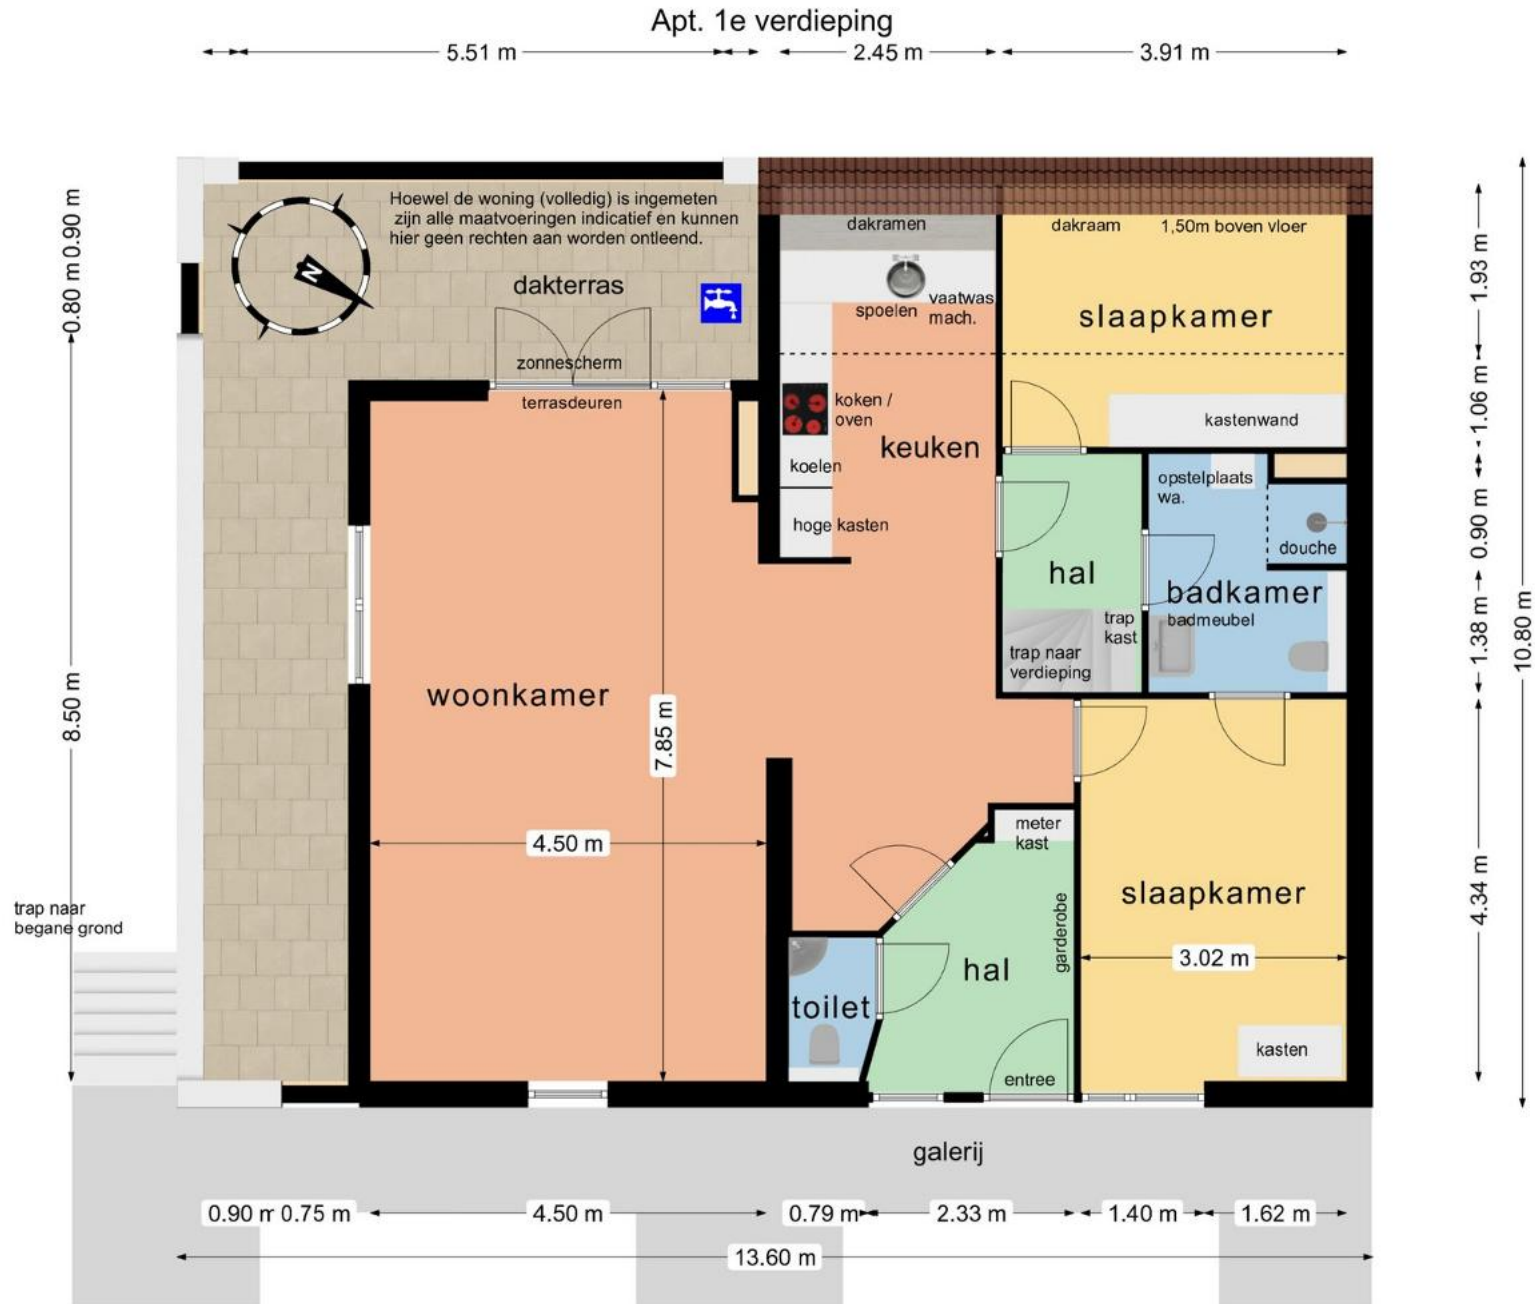 Apt. 1e verdieping
5.51 m
2.45 m
3.91 m
0.90 m
0.80 m
8.50 m
Hoewel de woning (volledig) is ingemeten
zijn alle maatvoeringen indicatief en kunnen
hier geen rechten aan worden ontleend.
N
dakterras
zonnescherm
terrasdeuren
dakramen
spoelen
vaatwas
mach.
koken /
oven
keuken
koelen
hoge kasten
dakraam
1,50m boven vloer
slaapkamer
kastenwand
opstelplaats
wa.
douche
hal
badkamer
badmeubel
trap
kast
trap naar
verdieping
woonkamer
7.85 m
4.50 m
meter
kast
garderobe
slaapkamer
3.02 m
hal
toilet
entree
kasten
trap naar
begane grond
1.93 m
1.06 m
0.90 m
1.38 m
4.34 m
10.80 m
galerij
0.90 m
0.75 m
4.50 m
0.79 m
2.33 m
1.40 m
1.62 m
13.60 m